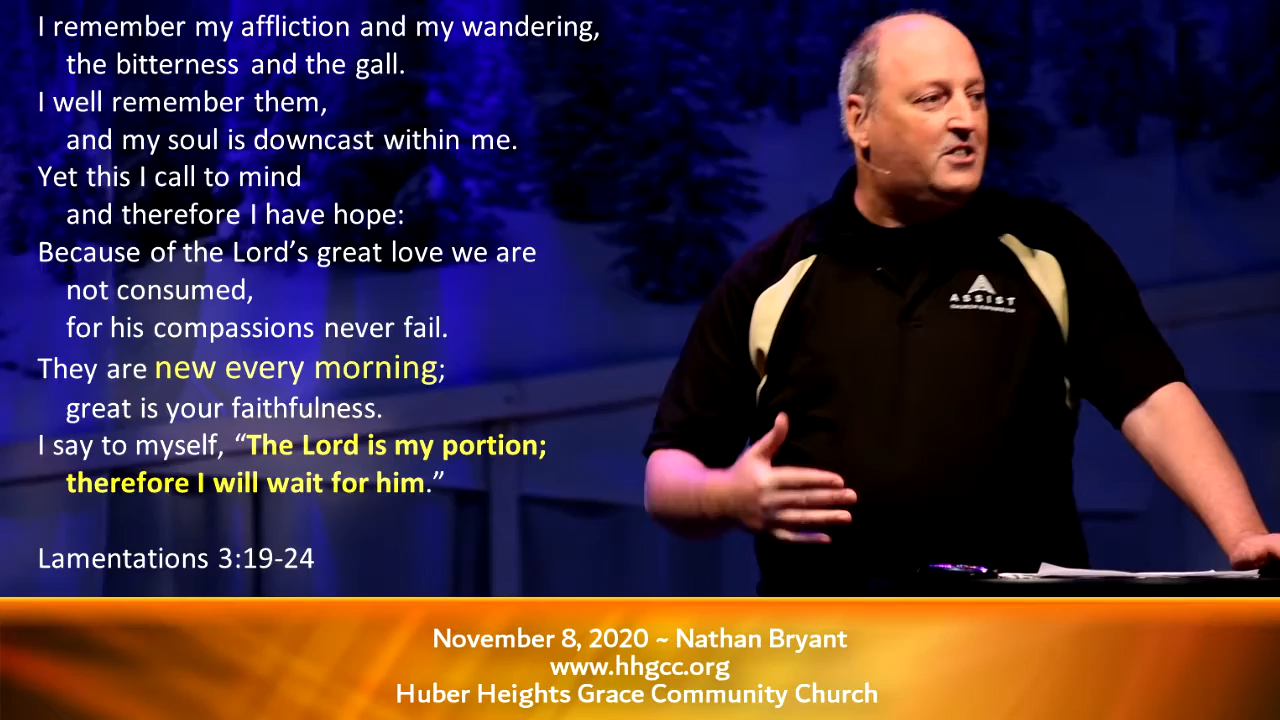 I remember my affliction and my wandering,
the bitterness and the gall.
I well remember them,
and my soul is downcast within me.
Yet this I call to mind
and therefore I have hope:
Because of the Lord’s great love we are
not consumed,
for his compassions never fail.
They are new every morning;
great is your faithfulness.
I say to myself, “The Lord is my portion;
therefore I will wait for him.”
Lamentations 3:19-24
ASSIST
November 8, 2020 ~ Nathan Bryant
www.hhgcc.org
Huber Heights Grace Community Church